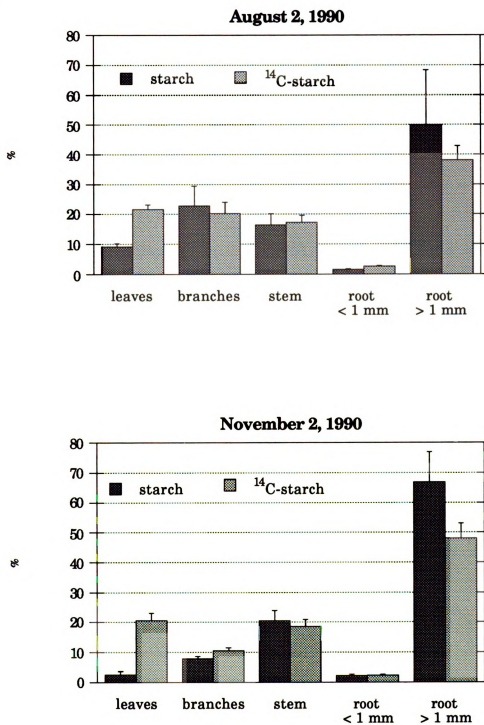 August 2, 1990
80
70
60
50
40
30
20
10
0
%
starch
14C-starch
leaves
branches
stem
root
< 1 mm
root
> 1 mm
November 2, 1990
80
70
60
50
40
30
20
10
0
%
starch
14C-starch
leaves
branches
stem
root
< 1 mm
root
> 1 mm